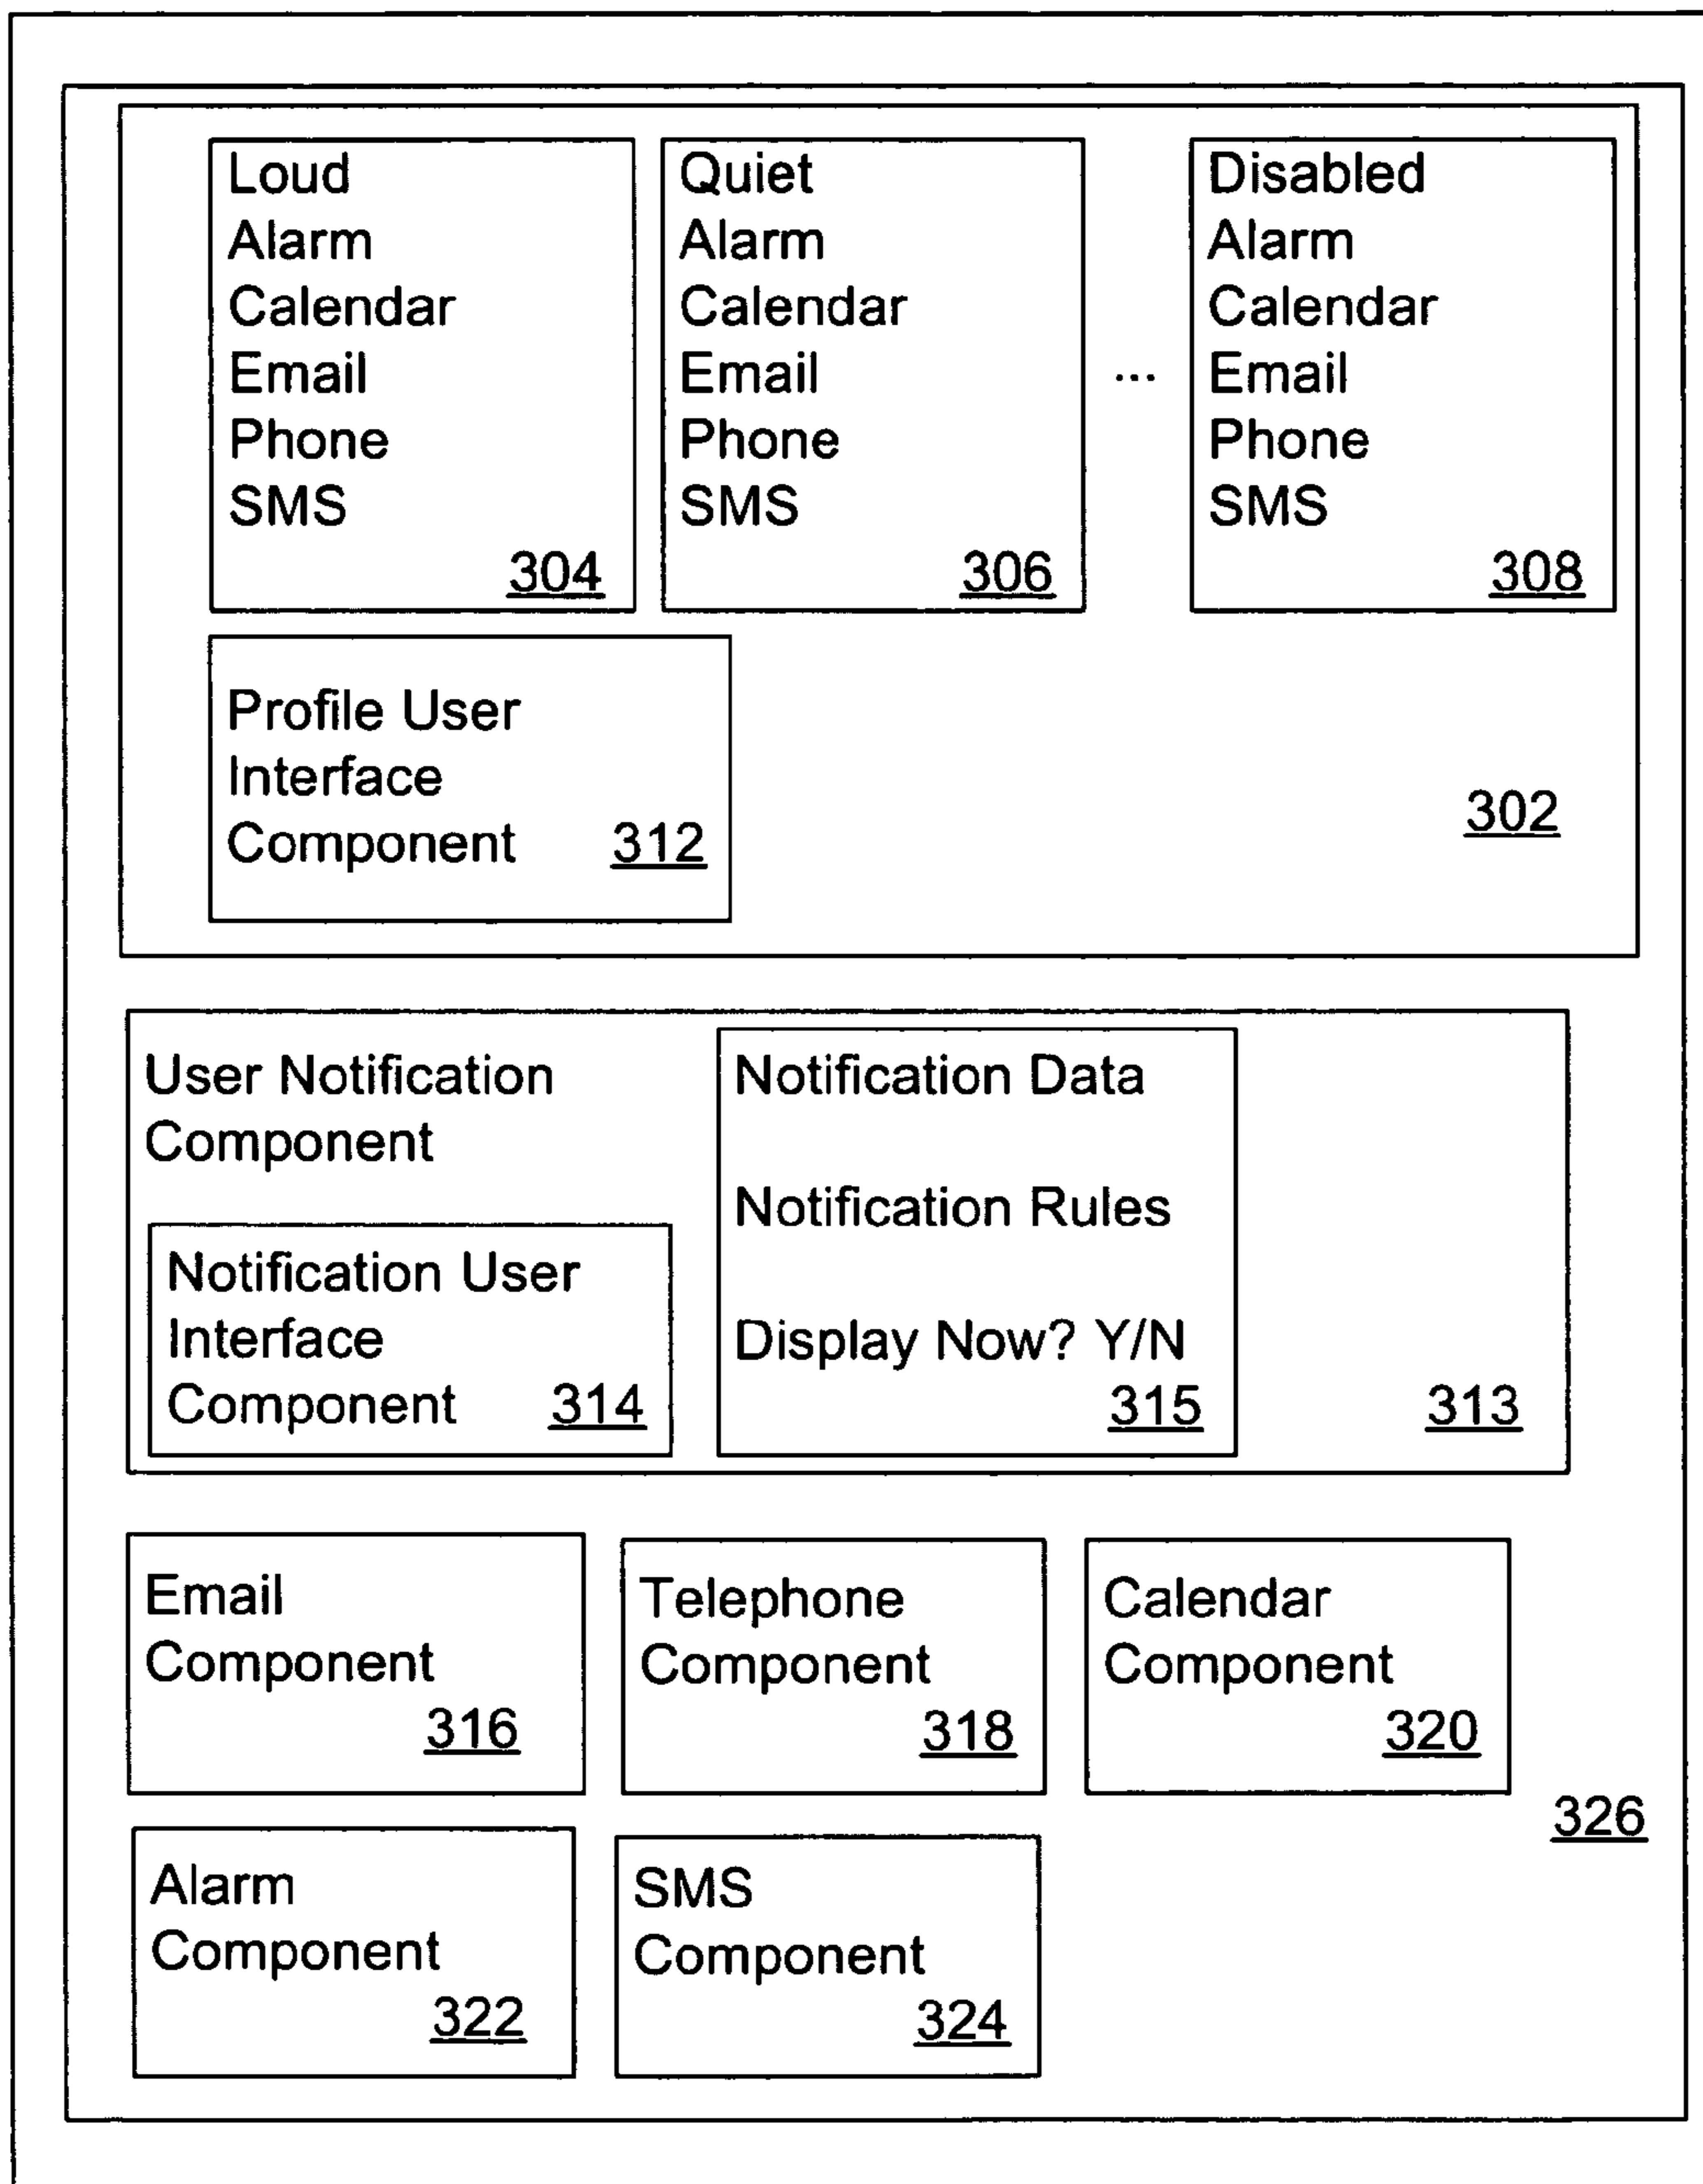 Loud
Alarm
Calendar
Email
Phone
SMS
304
Quiet
Alarm
Calendar
Email
Phone
SMS
306
...
Disabled
Alarm
Calendar
Email
Phone
SMS
308
Profile User
Interface
Component 312
302
User Notification
Component
Notification User
Interface
Component 314
Notification Data
Notification Rules
Display Now? Y/N
315
313
Email
Component
316
Telephone
Component
318
Calendar
Component
320
326
Alarm
Component
322
SMS
Component
324